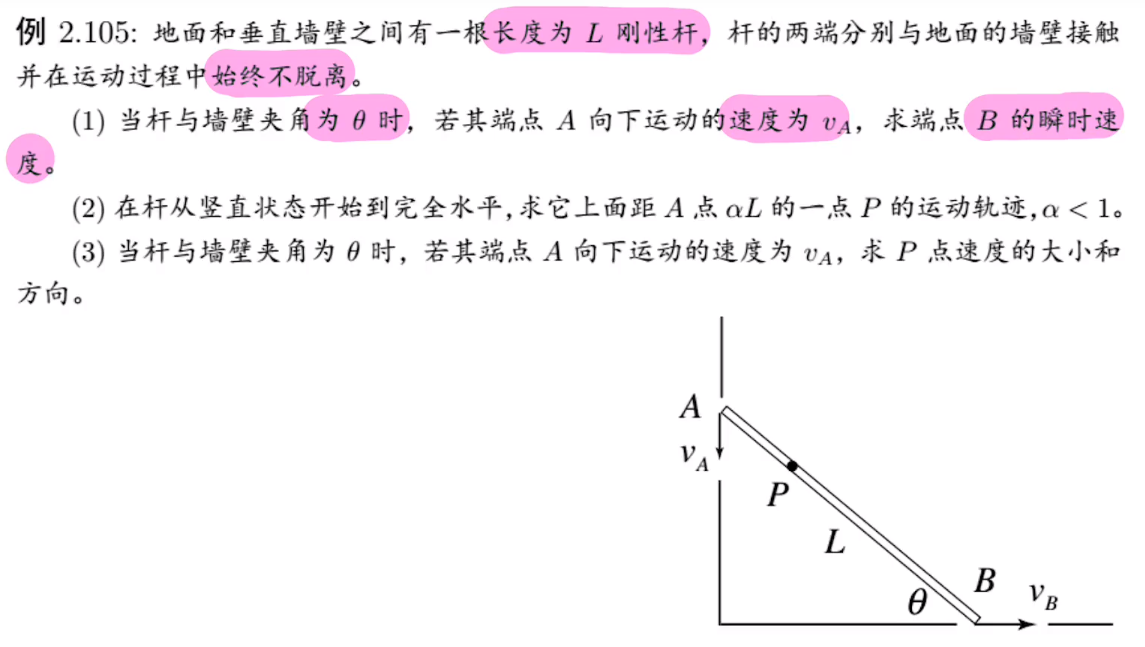 例 2.105: 地面和垂直墙壁之间有一根长度为 L 刚性杆，杆的两端分别与地面的墙壁接触
并在运动过程中始终不脱离。
(1) 当杆与墙壁夹角为 θ 时，若其端点 A 向下运动的速度为 v_A，求端点 B 的瞬时速
度。
(2) 在杆从竖直状态开始到完全水平,求它上面距 A 点 αL 的一点 P 的运动轨迹,α < 1。
(3) 当杆与墙壁夹角为 θ 时，若其端点 A 向下运动的速度为 v_A，求 P 点速度的大小和
方向。
A
v_A
P
L
B
v_B
θ